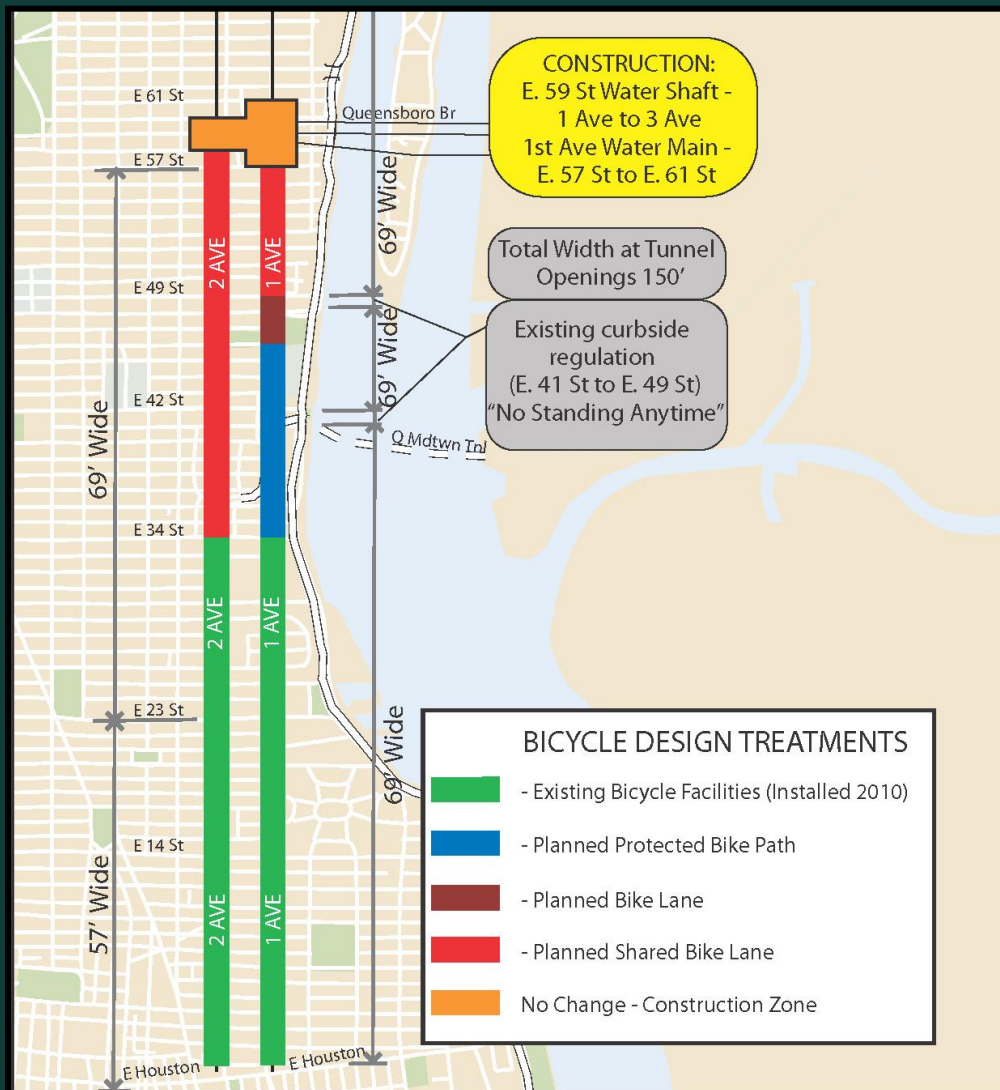 CONSTRUCTION:
E. 59 St Water Shaft -
1 Ave to 3 Ave
1st Ave Water Main -
E. 57 St to E. 61 St
E 61 St
Queensboro Br
E 57 St
69' Wide
2 AVE
1 AVE
Total Width at Tunnel
Openings 150'
E 49 St
69' Wide
Existing curbside
regulation
(E. 41 St to E. 49 St)
"No Standing Anytime"
E 42 St
Q Mdtwn Tnl
69' Wide
E 34 St
2 AVE
1 AVE
E 23 St
69' Wide
BICYCLE DESIGN TREATMENTS
- Existing Bicycle Facilities (Installed 2010)
- Planned Protected Bike Path
- Planned Bike Lane
- Planned Shared Bike Lane
No Change - Construction Zone
E 14 St
57' Wide
2 AVE
1 AVE
E Houston
E Houston